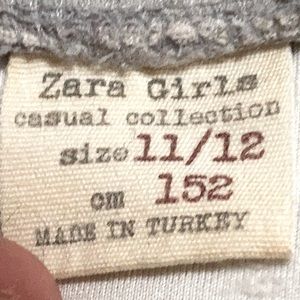 Zara Girls
casual collection
size 11/12
cm 152
MADE IN TURKEY